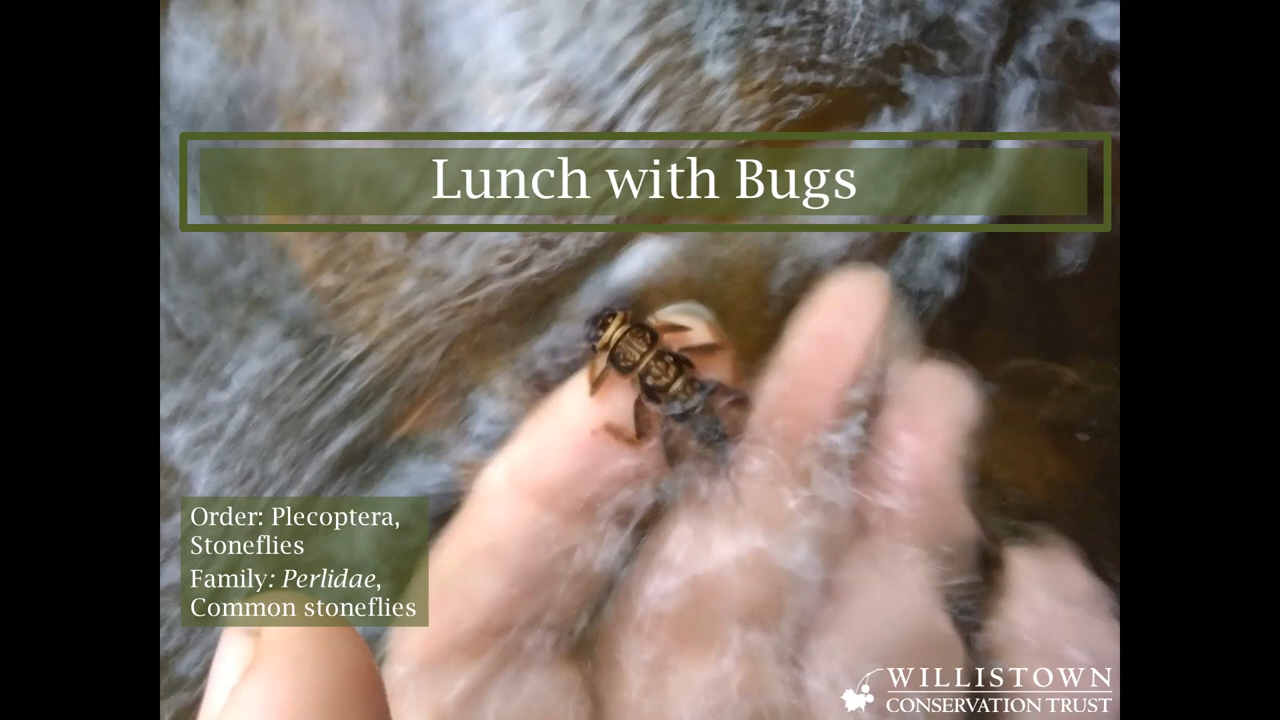 Lunch with Bugs
Order: Plecoptera,
Stoneflies
Family: Perlidae,
Common stoneflies
WILLISTOWN
CONSERVATION TRUST